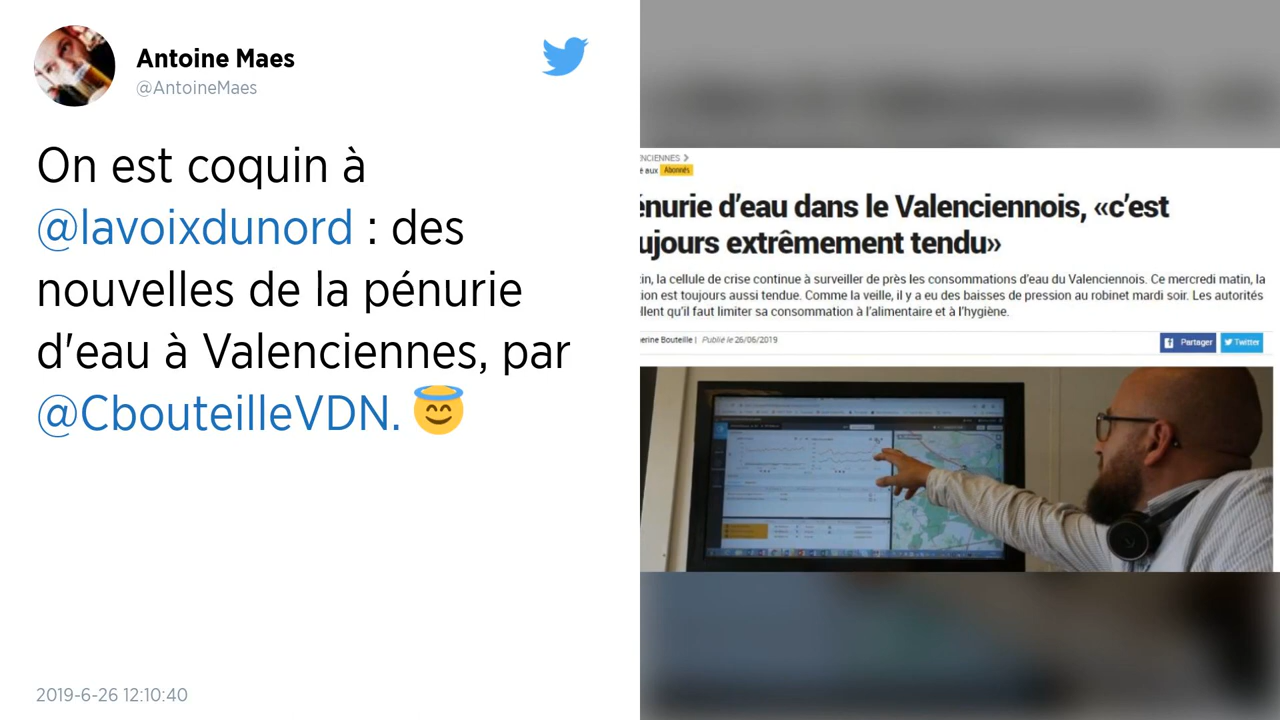 Antoine Maes
@AntoineMaes
On est coquin à
@lavoixdunord : des
nouvelles de la pénurie
d'eau à Valenciennes, par
@CbouteilleVDN. 😇
2019-6-26 12:10:40
NCIENNES >
é aux Abonnés
énurie d'eau dans le Valenciennois, «c'est
ujours extrêmement tendu»
tin, la cellule de crise continue à surveiller de près les consommations d'eau du Valenciennois. Ce mercredi matin, la
ion est toujours aussi tendue. Comme la veille, il y a eu des baisses de pression au robinet mardi soir. Les autorités
llent qu'il faut limiter sa consommation à l'alimentaire et à l'hygiène.
erine Bouteille | Publié le 26/06/2019
Partager
Twitter